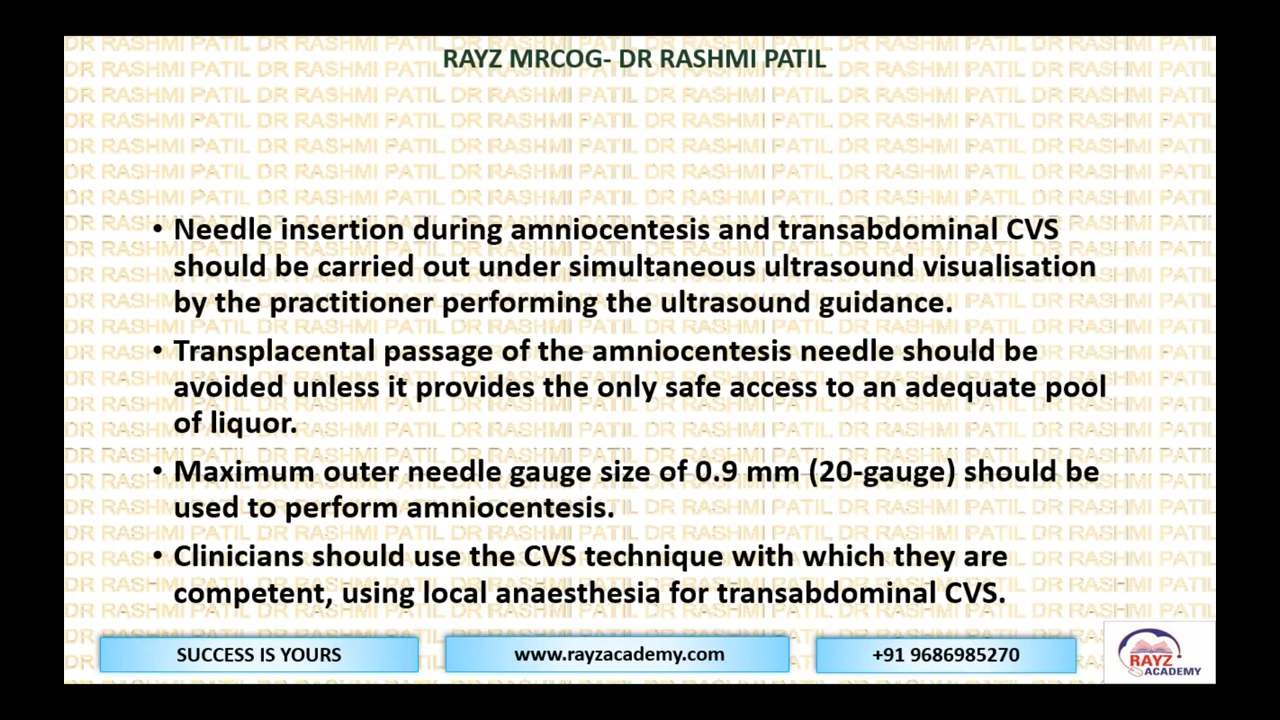 RAYZ MRCOG- DR RASHMI PATIL
• Needle insertion during amniocentesis and transabdominal CVS
should be carried out under simultaneous ultrasound visualisation
by the practitioner performing the ultrasound guidance.
• Transplacental passage of the amniocentesis needle should be
avoided unless it provides the only safe access to an adequate pool
of liquor.
• Maximum outer needle gauge size of 0.9 mm (20-gauge) should be
used to perform amniocentesis.
• Clinicians should use the CVS technique with which they are
competent, using local anaesthesia for transabdominal CVS.
SUCCESS IS YOURS
www.rayzacademy.com
+91 9686985270
RAYZ
ACADEMY